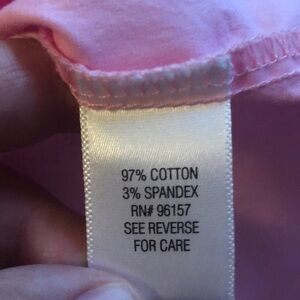 97% COTTON
3% SPANDEX
RN# 96157
SEE REVERSE
FOR CARE